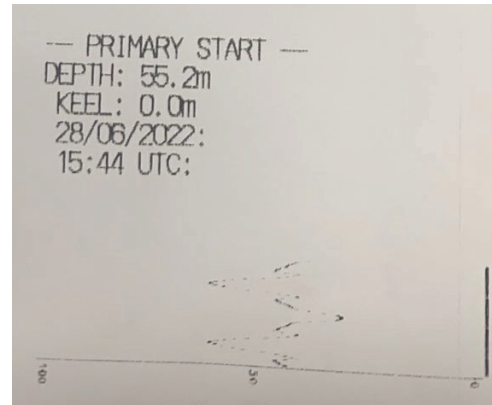 --- PRIMARY START ---
DEPTH: 55.2m
KEEL: 0.0m
28/06/2022:
15:44 UTC:
100
50
0